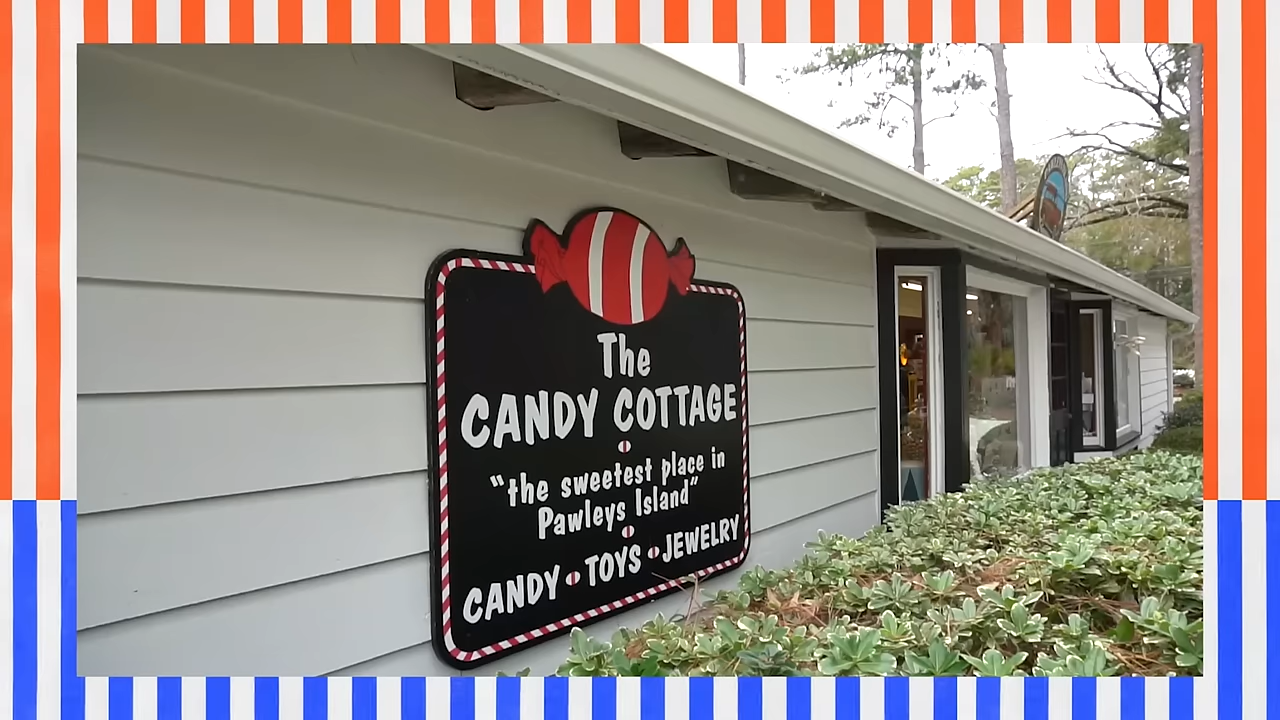 The
CANDY COTTAGE
"the sweetest place in
Pawleys Island"
CANDY • TOYS • JEWELRY